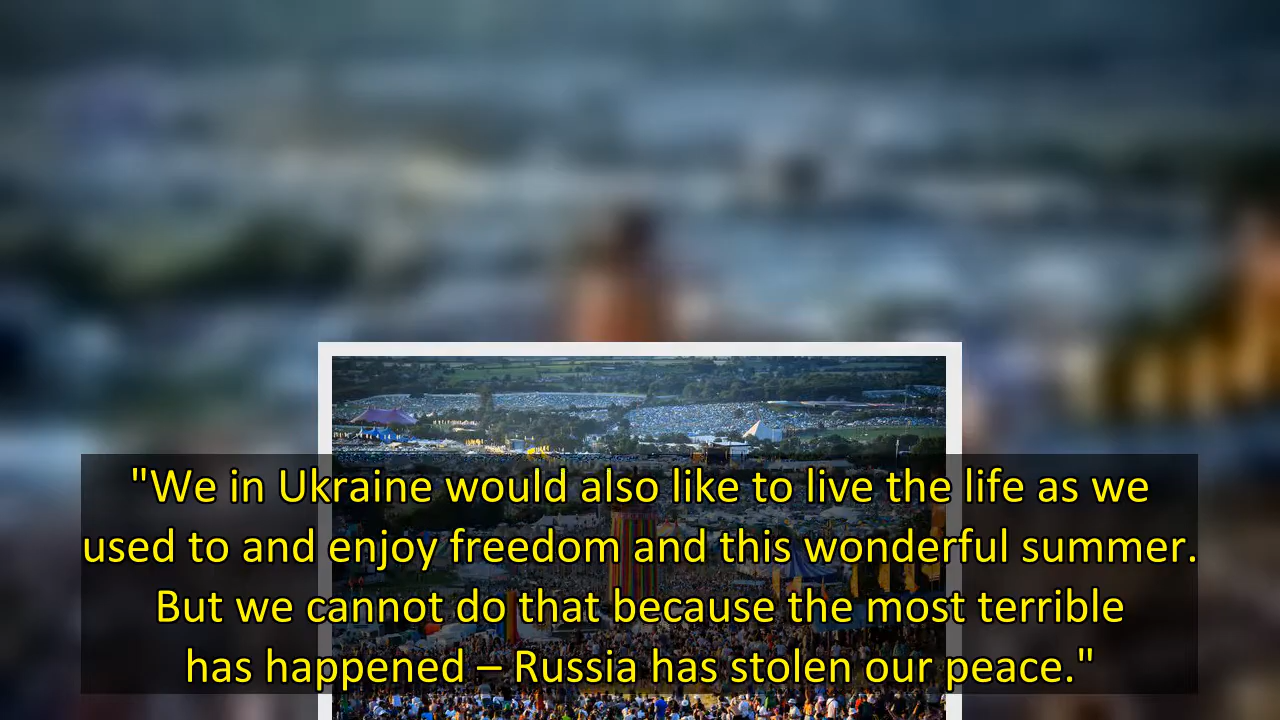 "We in Ukraine would also like to live the life as we
used to and enjoy freedom and this wonderful summer.
But we cannot do that because the most terrible
has happened – Russia has stolen our peace."